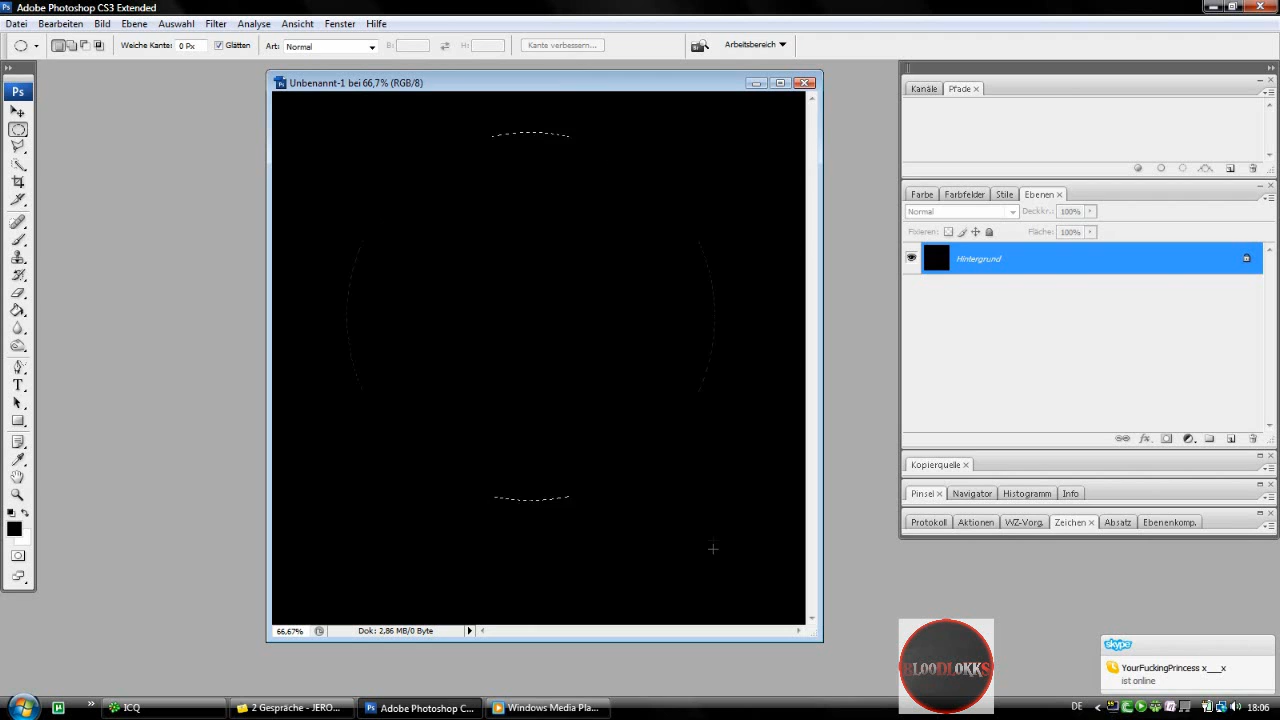 Adobe Photoshop CS3 Extended
Datei Bearbeiten Bild Ebene Auswahl Filter Analyse Ansicht Fenster Hilfe
Weiche Kante: 0 Px Glätten Art: Normal B: H: Kante verbessern... Arbeitsbereich
Ps
Unbenannt-1 bei 66,7% (RGB/8)
Kanäle Pfade
Farbe Farbfelder Stile Ebenen
Normal Deckkr.: 100%
Fixieren: Fläche: 100%
Hintergrund
Kopierquelle
Pinsel Navigator Histogramm Info
Protokoll Aktionen WZ-Vorg. Zeichen Absatz Ebenenkomp.
66,67% Dok: 2,86 MB/0 Byte
BLOODLOKKS
skype
YourFuckingPrincess x___x
ist online
ICQ 2 Gespräche - JERO... Adobe Photoshop C... Windows Media Pla... DE 18:06